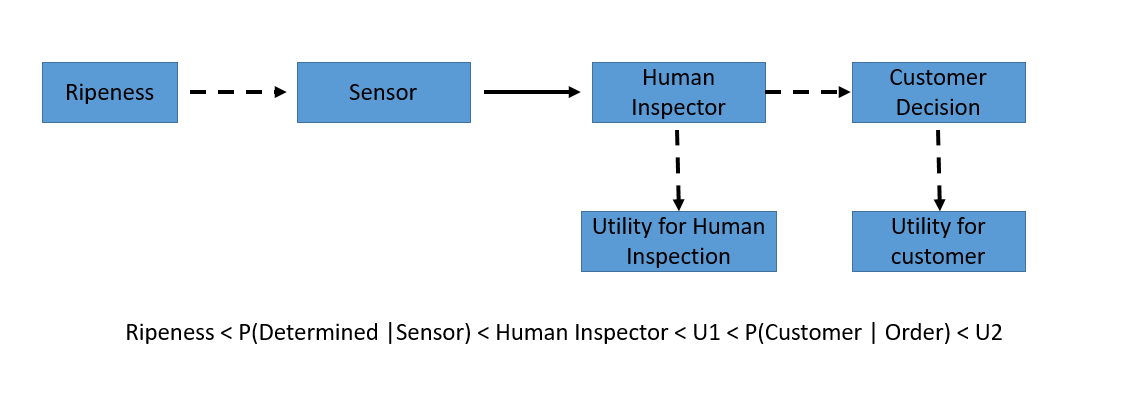 Ripeness
Sensor
Human
Inspector
Customer
Decision
Utility for Human
Inspection
Utility for
customer
Ripeness < P(Determined |Sensor) < Human Inspector < U1 < P(Customer | Order) < U2